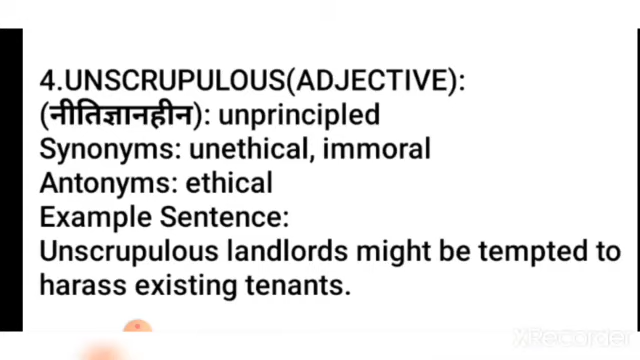 4.UNSCRUPULOUS(ADJECTIVE):
(नीतिज्ञानहीन): unprincipled
Synonyms: unethical, immoral
Antonyms: ethical
Example Sentence:
Unscrupulous landlords might be tempted to
harass existing tenants.
XRecorder